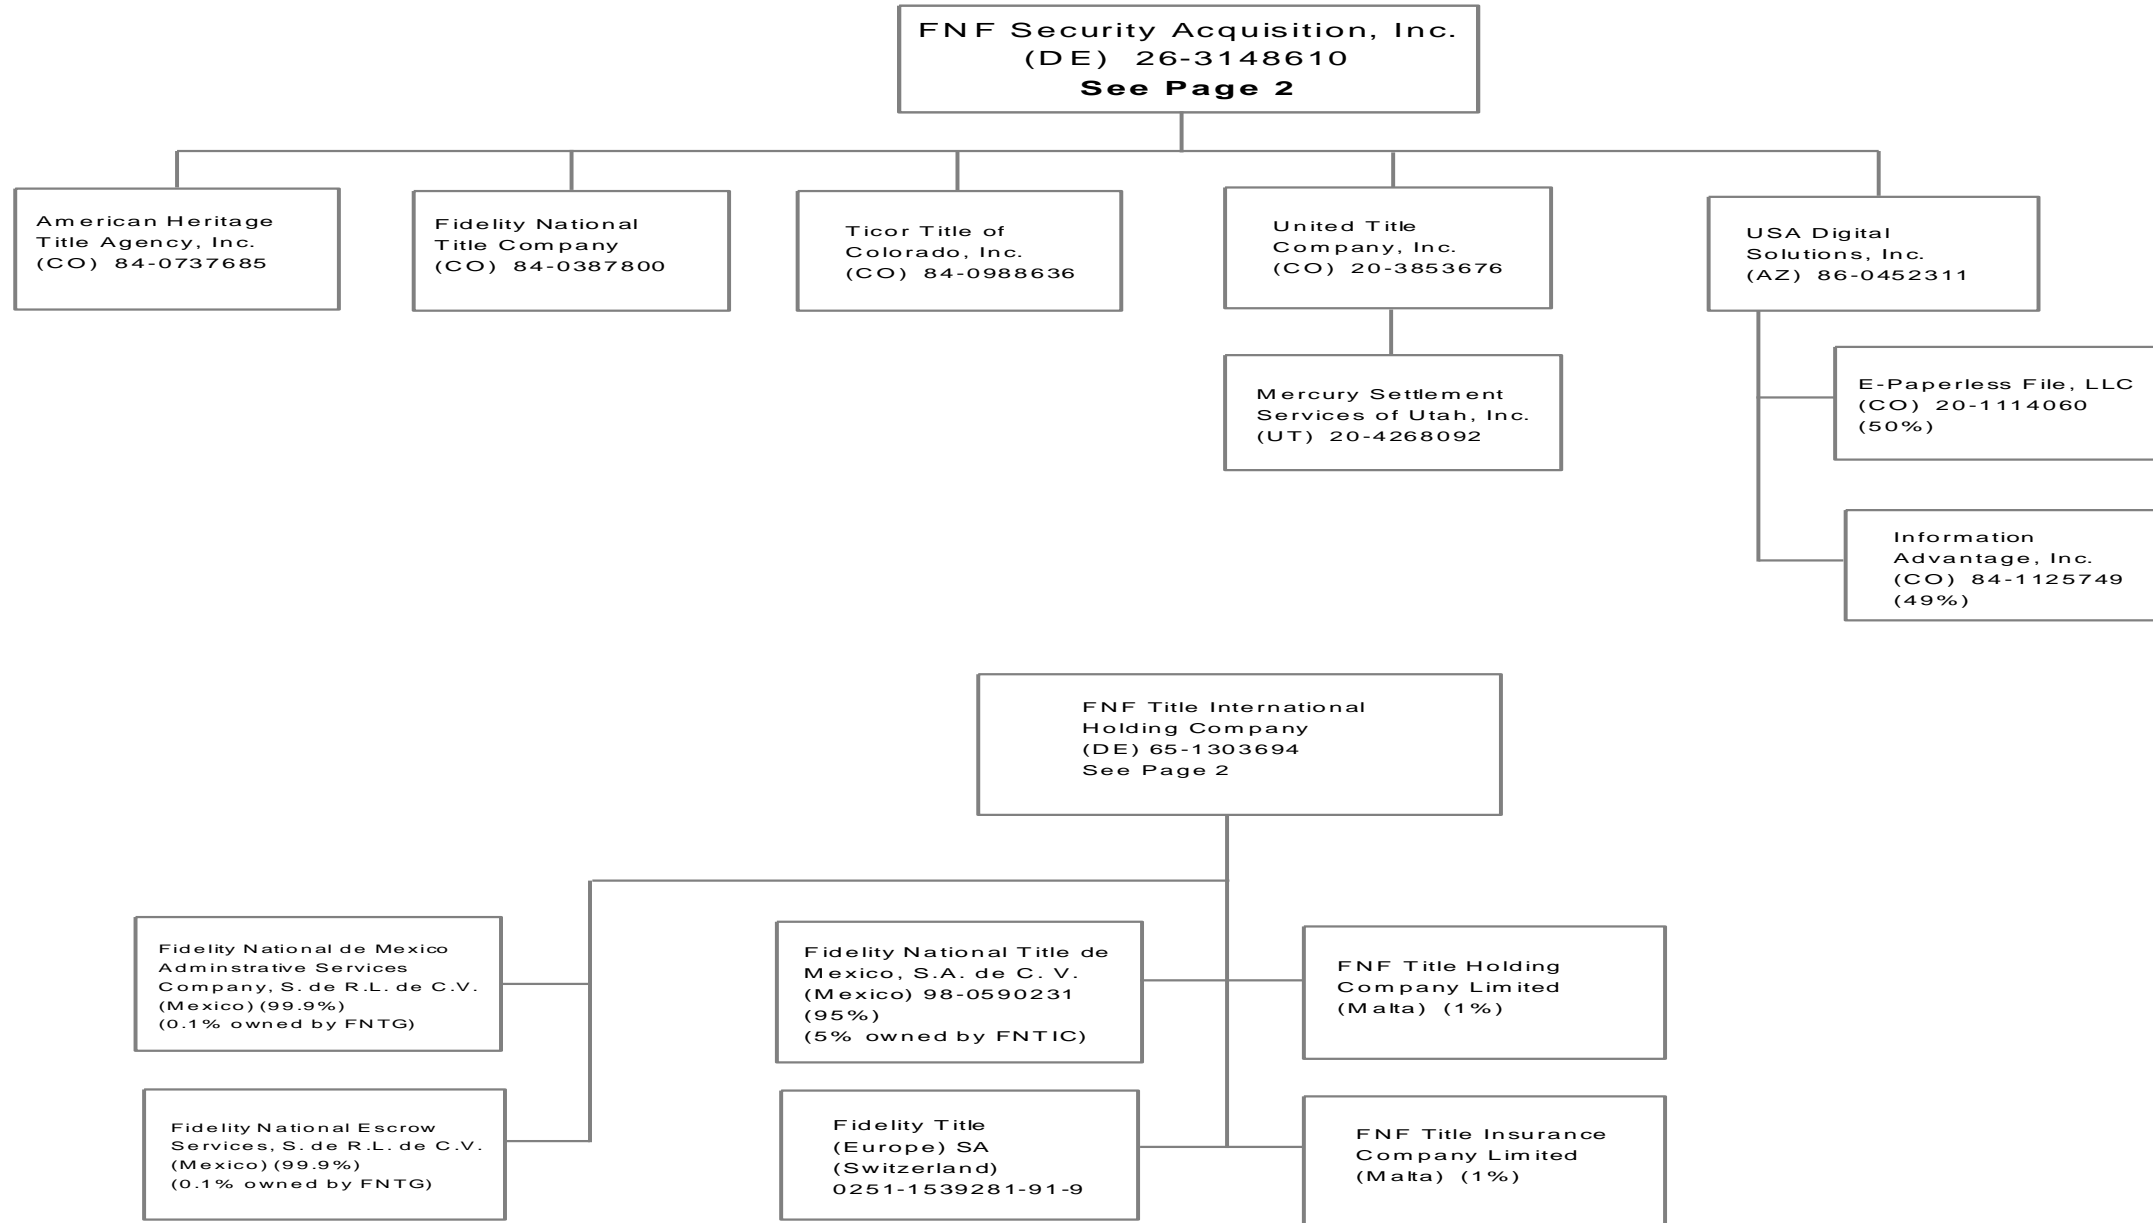 FNF Security Acquisition, Inc.
(DE) 26-3148610
See Page 2
American Heritage
Title Agency, Inc.
(CO) 84-0737685
Fidelity National
Title Company
(CO) 84-0387800
Ticor Title of
Colorado, Inc.
(CO) 84-0988636
United Title
Company, Inc.
(CO) 20-3853676
USA Digital
Solutions, Inc.
(AZ) 86-0452311
Mercury Settlement
Services of Utah, Inc.
(UT) 20-4268092
E-Paperless File, LLC
(CO) 20-1114060
(50%)
Information
Advantage, Inc.
(CO) 84-1125749
(49%)
FNF Title International
Holding Company
(DE) 65-1303694
See Page 2
Fidelity National de Mexico
Adminstrative Services
Company, S. de R.L. de C.V.
(Mexico) (99.9%)
(0.1% owned by FNTG)
Fidelity National Title de
Mexico, S.A. de C. V.
(Mexico) 98-0590231
(95%)
(5% owned by FNTIC)
FNF Title Holding
Company Limited
(Malta) (1%)
Fidelity National Escrow
Services, S. de R.L. de C.V.
(Mexico) (99.9%)
(0.1% owned by FNTG)
Fidelity Title
(Europe) SA
(Switzerland)
0251-1539281-91-9
FNF Title Insurance
Company Limited
(Malta) (1%)